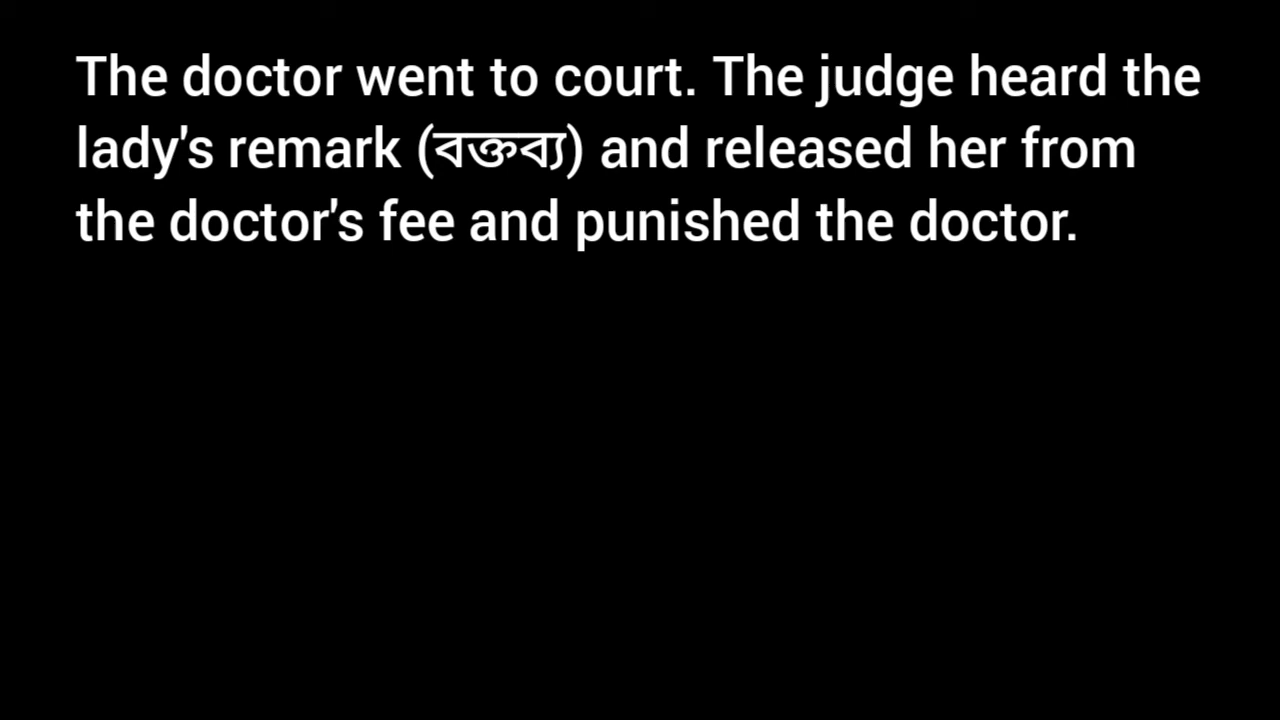 The doctor went to court. The judge heard the
lady's remark (বক্তব্য) and released her from
the doctor's fee and punished the doctor.